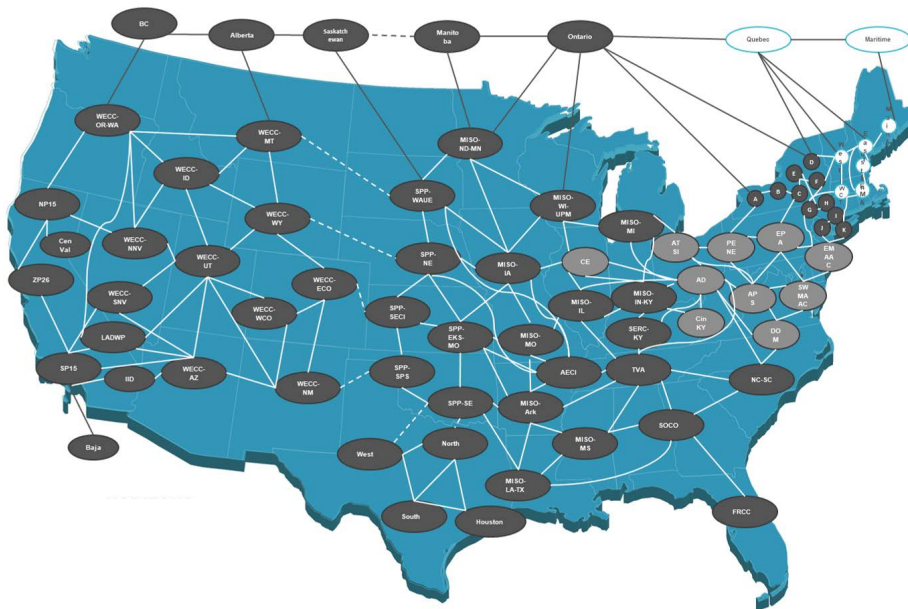 BC
Alberta
Saskatch
ewan
Manito
ba
Ontario
Quebec
Maritime
WECC-
OR-WA
WECC-
MT
MISO-
ND-MN
WECC-
ID
SPP-
WAUE
MISO-
WI-
UPM
NP15
WECC-
WY
MISO-
MI
Cen
Val
WECC-
NNV
WECC-
UT
SPP-
NE
MISO-
IA
CE
AT
SI
PE
NE
EP
A
EM
AA
C
D
E
F
B
C
A
G
H
I
J
K
ZP26
WECC-
SNV
WECC-
ECO
WECC-
WCO
SPP-
SECI
MISO-
IL
MISO-
IN-KY
AD
AP
S
SW
MA
AC
LADWP
SPP-
EKS-
MO
MISO-
MO
SERC-
KY
Cin
KY
DO
M
SP15
IID
WECC-
AZ
WECC-
NM
SPP-
SPS
AECI
TVA
NC-SC
SPP-SE
MISO-
Ark
Baja
West
North
MISO-
MS
SOCO
MISO-
LA-TX
South
Houston
FRCC